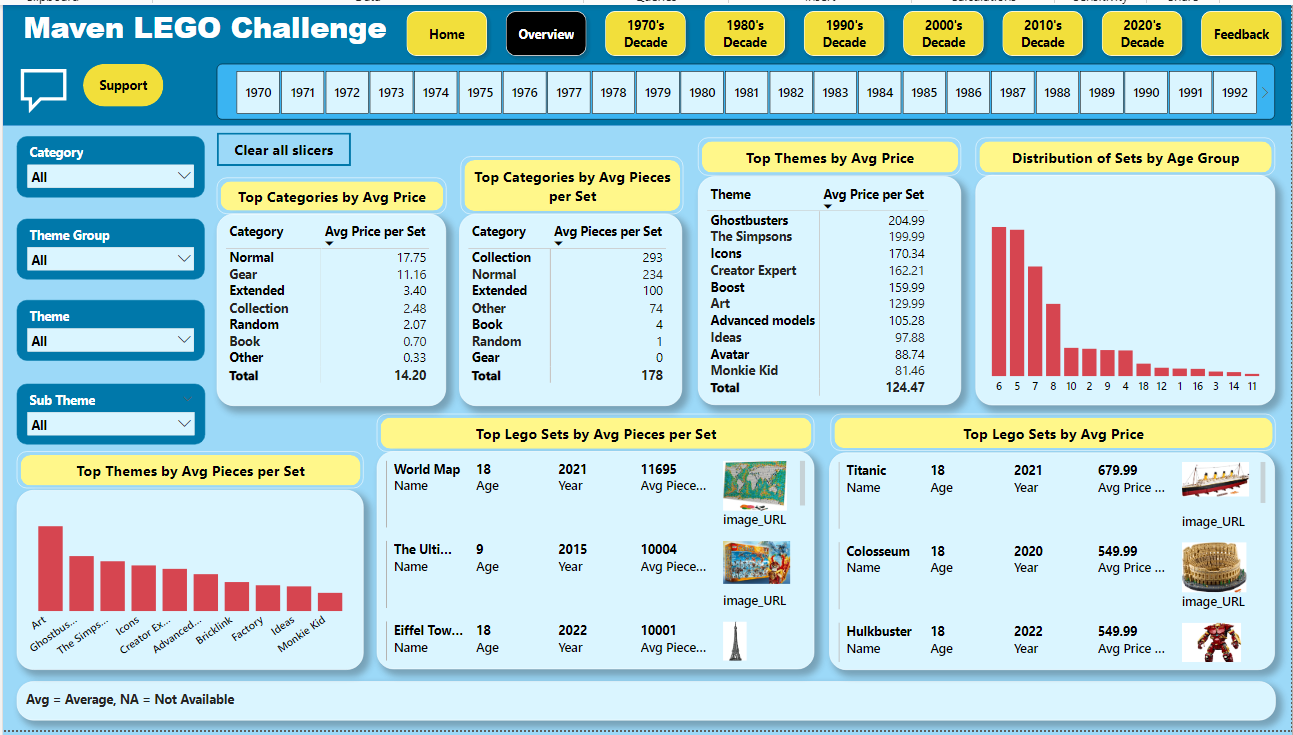 Maven LEGO Challenge
Home
Overview
1970's
Decade
1980's
Decade
1990's
Decade
2000's
Decade
2010's
Decade
2020's
Decade
Feedback
Support
1970 1971 1972 1973 1974 1975 1976 1977 1978 1979 1980 1981 1982 1983 1984 1985 1986 1987 1988 1989 1990 1991 1992
Category
All
Theme Group
All
Theme
All
Sub Theme
All
Clear all slicers
Top Categories by Avg Price
Category Avg Price per Set
Normal 17.75
Gear 11.16
Extended 3.40
Collection 2.48
Random 2.07
Book 0.70
Other 0.33
Total 14.20
Top Categories by Avg Pieces
per Set
Category Avg Pieces per Set
Collection 293
Normal 234
Extended 100
Other 74
Book 4
Random 1
Gear 0
Total 178
Top Themes by Avg Price
Theme Avg Price per Set
Ghostbusters 204.99
The Simpsons 199.99
Icons 170.34
Creator Expert 162.21
Boost 159.99
Art 129.99
Advanced models 105.28
Ideas 97.88
Avatar 88.74
Monkie Kid 81.46
Total 124.47
Distribution of Sets by Age Group
6 5 7 8 10 2 9 4 18 12 1 16 3 14 11
Top Themes by Avg Pieces per Set
Art
Ghostbus...
The Simps...
Icons
Creator Ex...
Advanced...
Bricklink
Factory
Ideas
Monkie Kid
Top Lego Sets by Avg Pieces per Set
World Map 18 2021 11695
Name Age Year Avg Piece...
image_URL
The Ulti... 9 2015 10004
Name Age Year Avg Piece...
image_URL
Eiffel Tow... 18 2022 10001
Name Age Year Avg Piece...
Top Lego Sets by Avg Price
Titanic 18 2021 679.99
Name Age Year Avg Price ...
image_URL
Colosseum 18 2020 549.99
Name Age Year Avg Price ...
image_URL
Hulkbuster 18 2022 549.99
Name Age Year Avg Price ...
Avg = Average, NA = Not Available